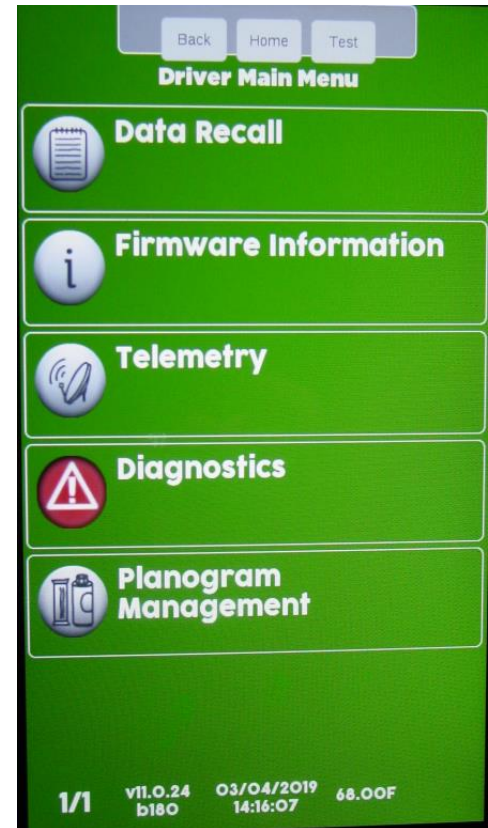 Back Home Test
Driver Main Menu
Data Recall
i Firmware Information
Telemetry
Diagnostics
Planogram
Management
1/1 v11.0.24 03/04/2019 68.00F
b180 14:16:07